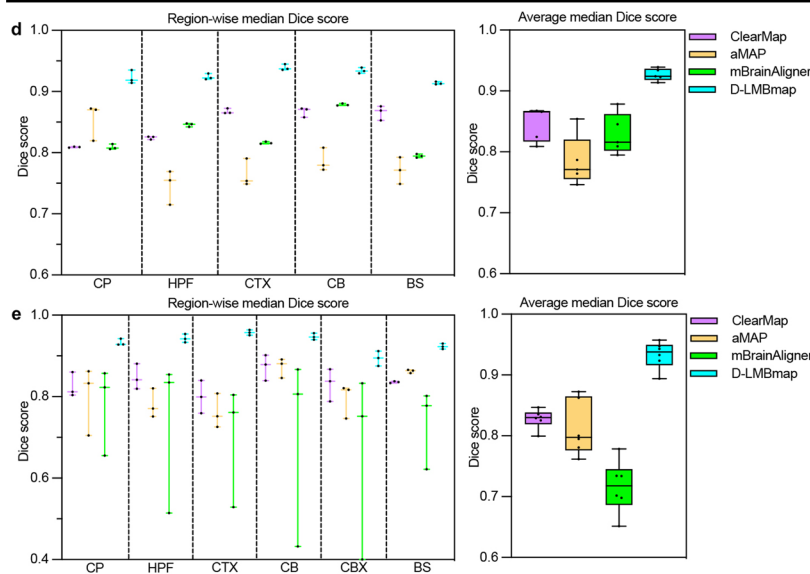 d
Region-wise median Dice score
Dice score
1.0
0.9
0.8
0.7
0.6
CP HPF CTX CB BS
Average median Dice score
Dice score
1.0
0.9
0.8
0.7
0.6
ClearMap
aMAP
mBrainAligner
D-LMBmap
e
Region-wise median Dice score
Dice score
1.0
0.8
0.6
0.4
CP HPF CTX CB CBX BS
Average median Dice score
Dice score
1.0
0.9
0.8
0.7
0.6
ClearMap
aMAP
mBrainAligner
D-LMBmap